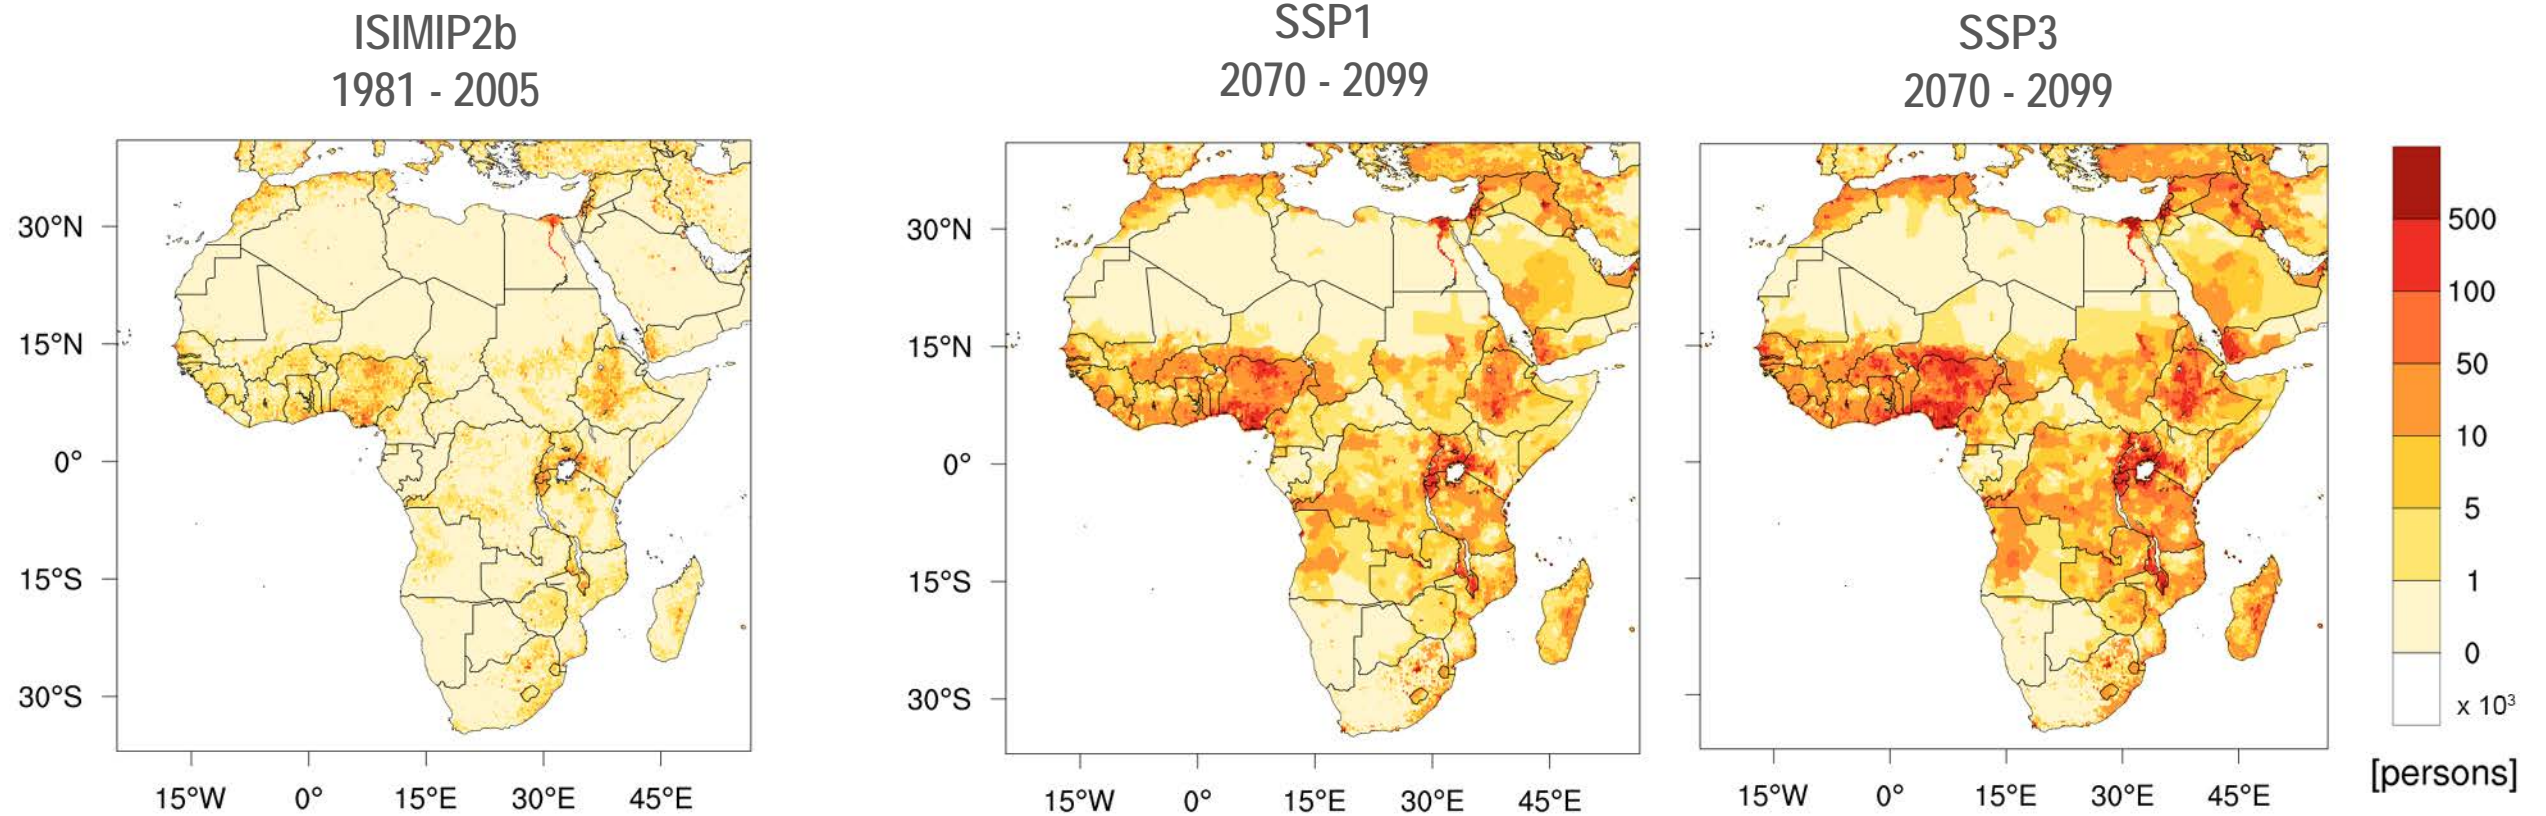 ISIMIP2b
1981 - 2005
SSP1
2070 - 2099
SSP3
2070 - 2099
30°N
15°N
0°
15°S
30°S
15°W 0° 15°E 30°E 45°E
30°N
15°N
0°
15°S
30°S
15°W 0° 15°E 30°E 45°E
15°W 0° 15°E 30°E 45°E
500
100
50
10
5
1
0
x 10³
[persons]